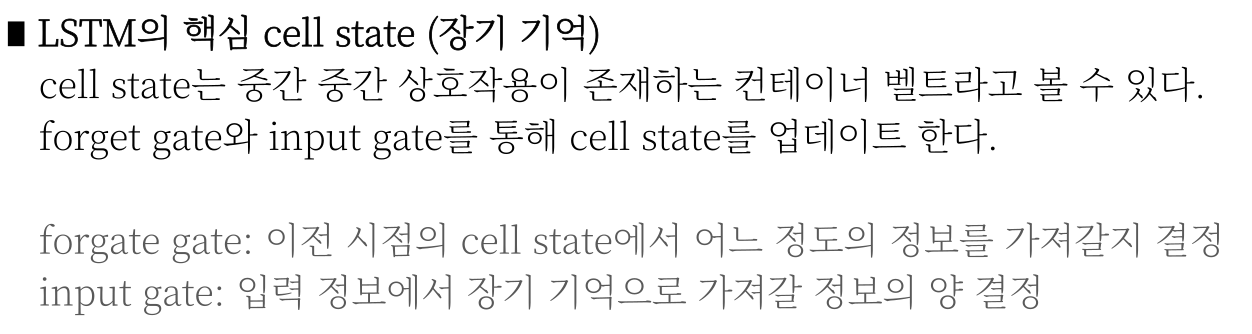 ■ LSTM의 핵심 cell state (장기 기억)
cell state는 중간 중간 상호작용이 존재하는 컨테이너 벨트라고 볼 수 있다.
forget gate와 input gate를 통해 cell state를 업데이트 한다.
forgate gate: 이전 시점의 cell state에서 어느 정도의 정보를 가져갈지 결정
input gate: 입력 정보에서 장기 기억으로 가져갈 정보의 양 결정